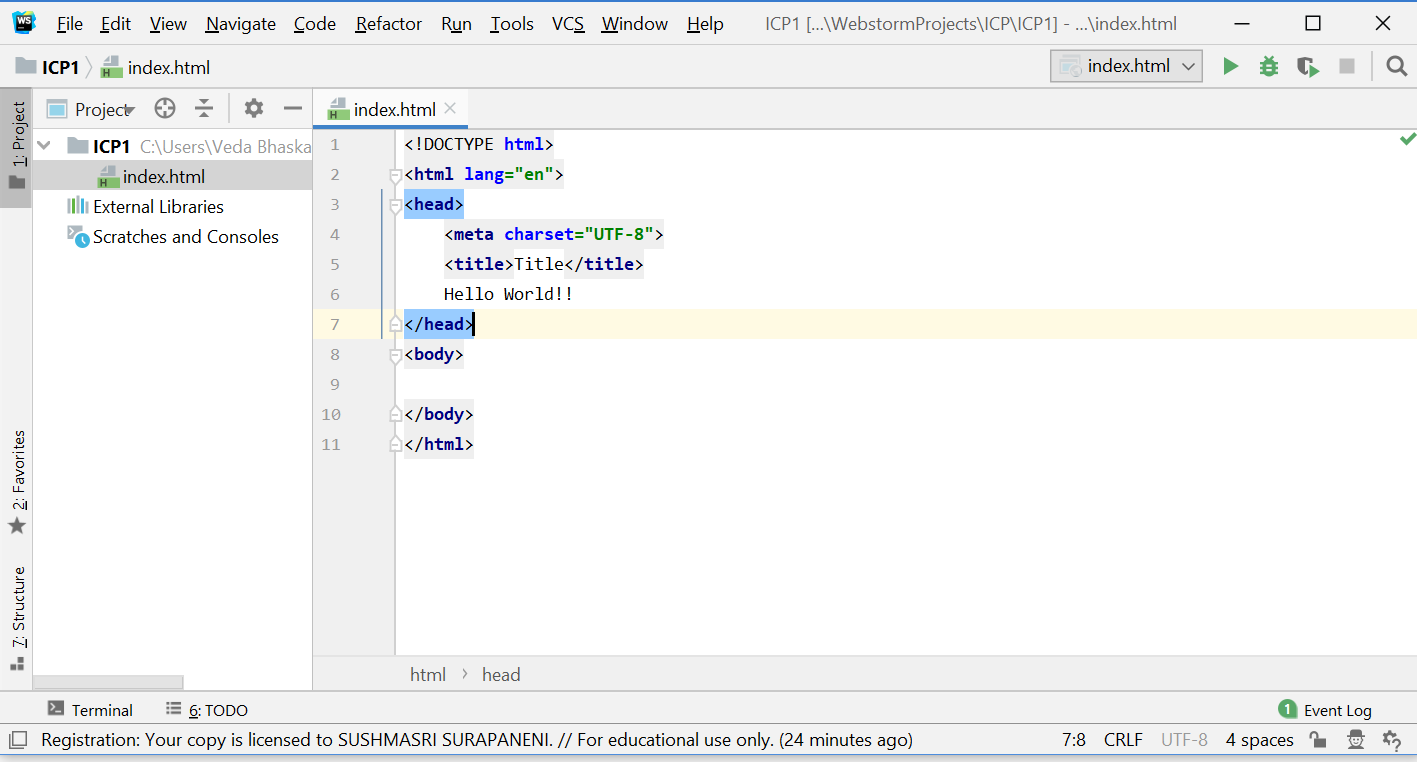 WS File Edit View Navigate Code Refactor Run Tools VCS Window Help ICP1 [...\WebstormProjects\ICP\ICP1] - ...\index.html
ICP1 index.html index.html
1: Project
Project
index.html
ICP1 C:\Users\Veda Bhaska
index.html
External Libraries
Scratches and Consoles
2: Favorites
7: Structure
1 <!DOCTYPE html>
2 <html lang="en">
3 <head>
4     <meta charset="UTF-8">
5     <title>Title</title>
6     Hello World!!
7 </head>
8 <body>
9
10 </body>
11 </html>
html head
Terminal 6: TODO 1 Event Log
Registration: Your copy is licensed to SUSHMASRI SURAPANENI. // For educational use only. (24 minutes ago) 7:8 CRLF UTF-8 4 spaces